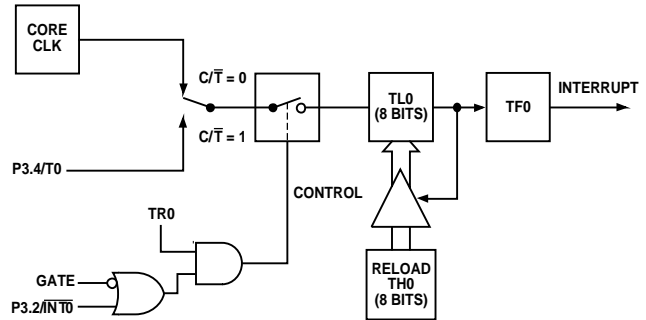 CORE
CLK
C/T̅ = 0
C/T̅ = 1
P3.4/T0
TL0
(8 BITS)
TF0
INTERRUPT
CONTROL
TR0
GATE
P3.2/I̅N̅T̅0̅
RELOAD
TH0
(8 BITS)